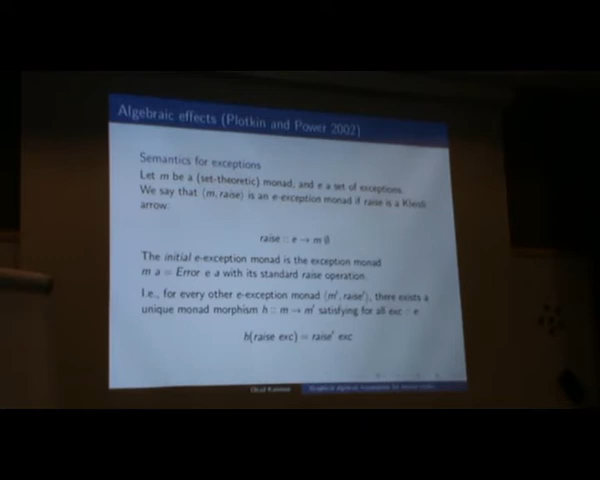 Algebraic effects (Plotkin and Power 2002)
Semantics for exceptions
Let m be a (set-theoretic) monad, and e a set of exceptions.
We say that ⟨m, raise⟩ is an e-exception monad if raise is a Kleisli
arrow:
raise :: e → m ∅
The initial e-exception monad is the exception monad
m a = Error e a with its standard raise operation.
I.e., for every other e-exception monad ⟨m′, raise′⟩, there exists a
unique monad morphism h :: m → m′ satisfying for all exc :: e
h(raise exc) = raise′ exc